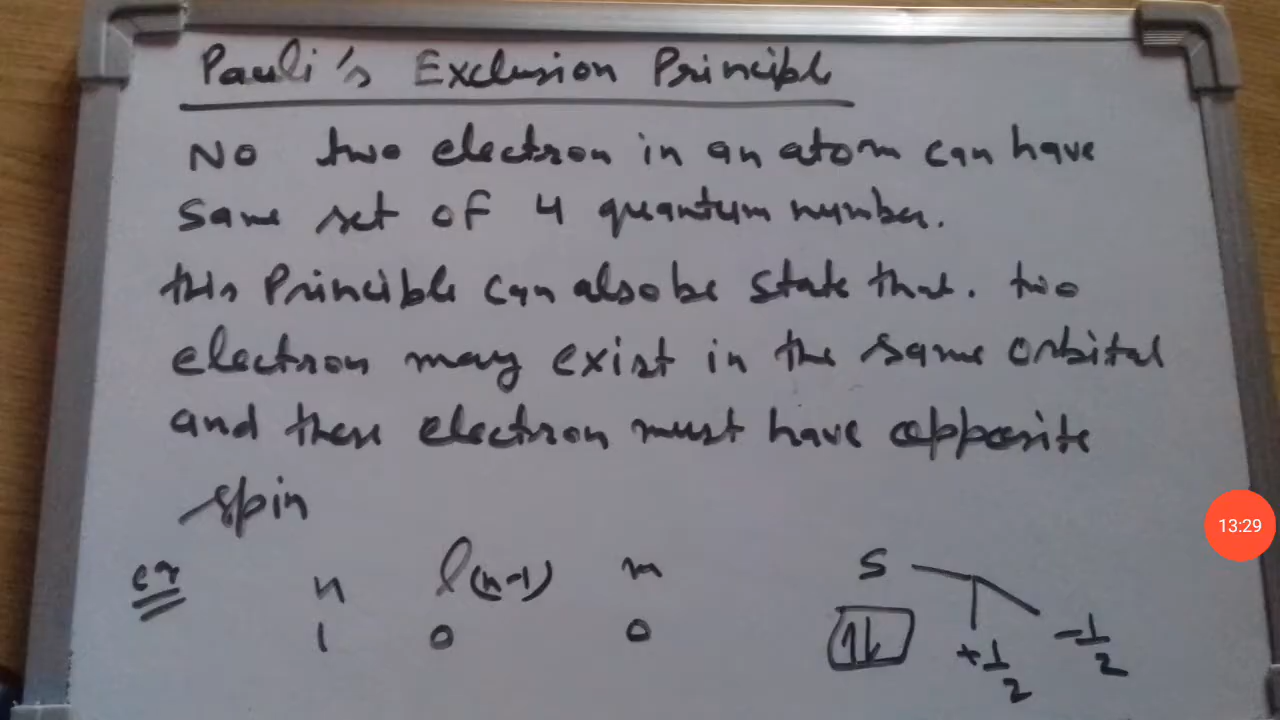 Pauli's Exclusion Principle
No two electron in an atom can have
same set of 4 quantum number.
this Principle can also be state that. two
electron may exist in the same orbital
and these electron must have opposite
spin
ex n l(n-1) m s
1 0 0 1L +1/2 -1/2
13:29